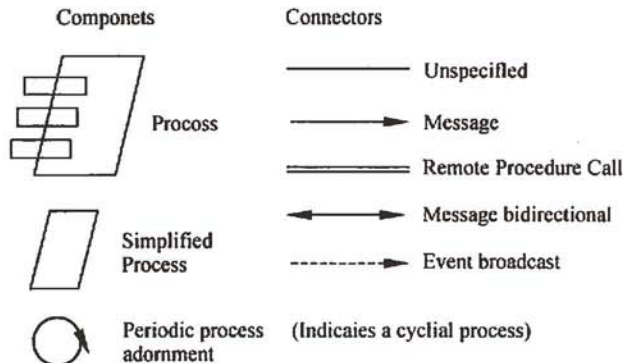 Componets
Connectors
Procoss
Unspecified
Message
Remote Procedure Call
Simplified
Process
Message bidirectional
Event broadcast
Periodic process
adornment
(Indicaies a cyclial process)